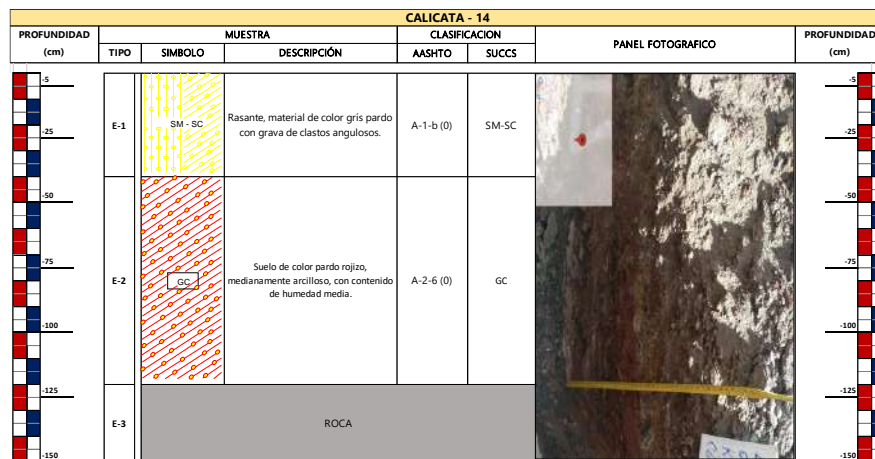 CALICATA - 14
PROFUNDIDAD
(cm)
MUESTRA
CLASIFICACION
PANEL FOTOGRAFICO
PROFUNDIDAD
(cm)
TIPO
SIMBOLO
DESCRIPCIÓN
AASHTO
SUCCS
-5
-25
-50
-75
-100
-125
-150
E-1
SM - SC
Rasante, material de color grís pardo
con grava de clastos angulosos.
A-1-b (0)
SM-SC
E-2
GC
Suelo de color pardo rojizo,
medianamente arcilloso, con contenido
de humedad media.
A-2-6 (0)
GC
E-3
ROCA
-5
-25
-50
-75
-100
-125
-150